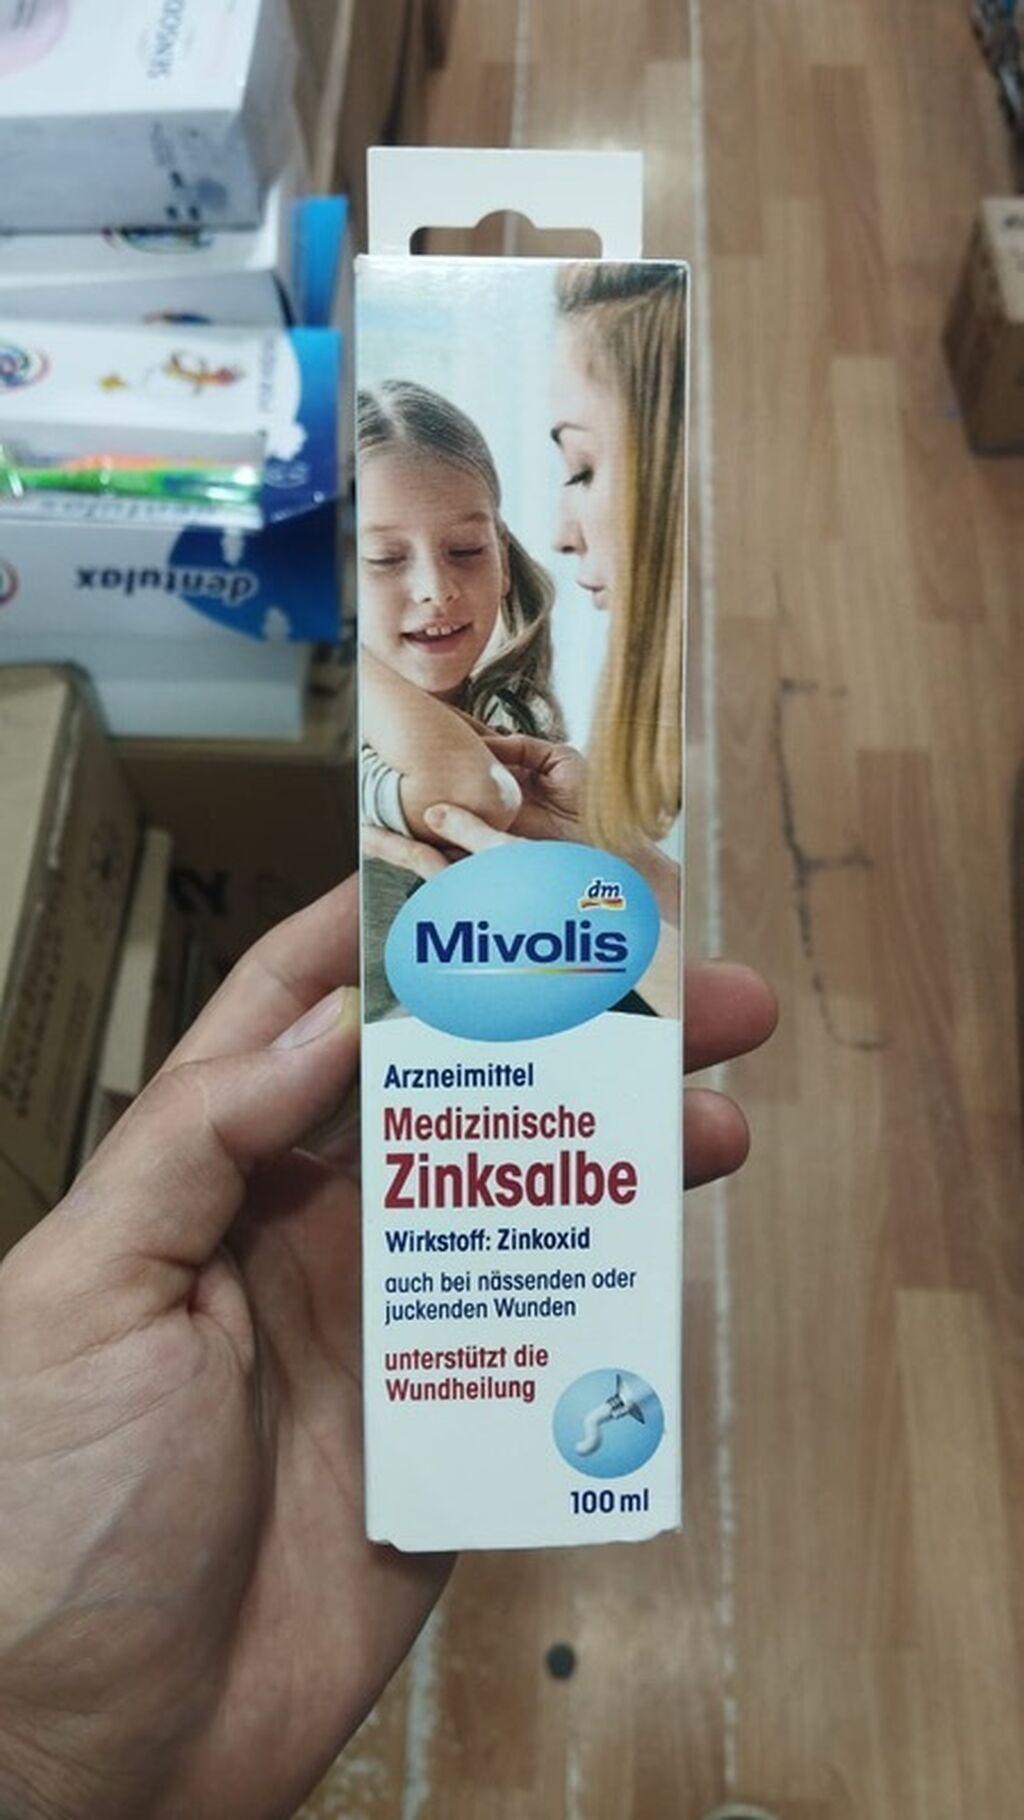 dentulax
dm
Mivolis
Arzneimittel
Medizinische
Zinksalbe
Wirkstoff: Zinkoxid
auch bei nässenden oder
juckenden Wunden
unterstützt die
Wundheilung
100 ml
2